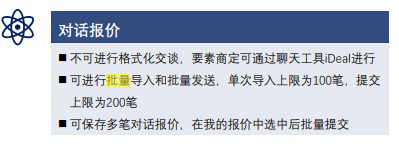 对话报价
■ 不可进行格式化交谈，要素商定可通过聊天工具iDeal进行
■ 可进行批量导入和批量发送，单次导入上限为100笔，提交
上限为200笔
■ 可保存多笔对话报价，在我的报价中选中后批量提交